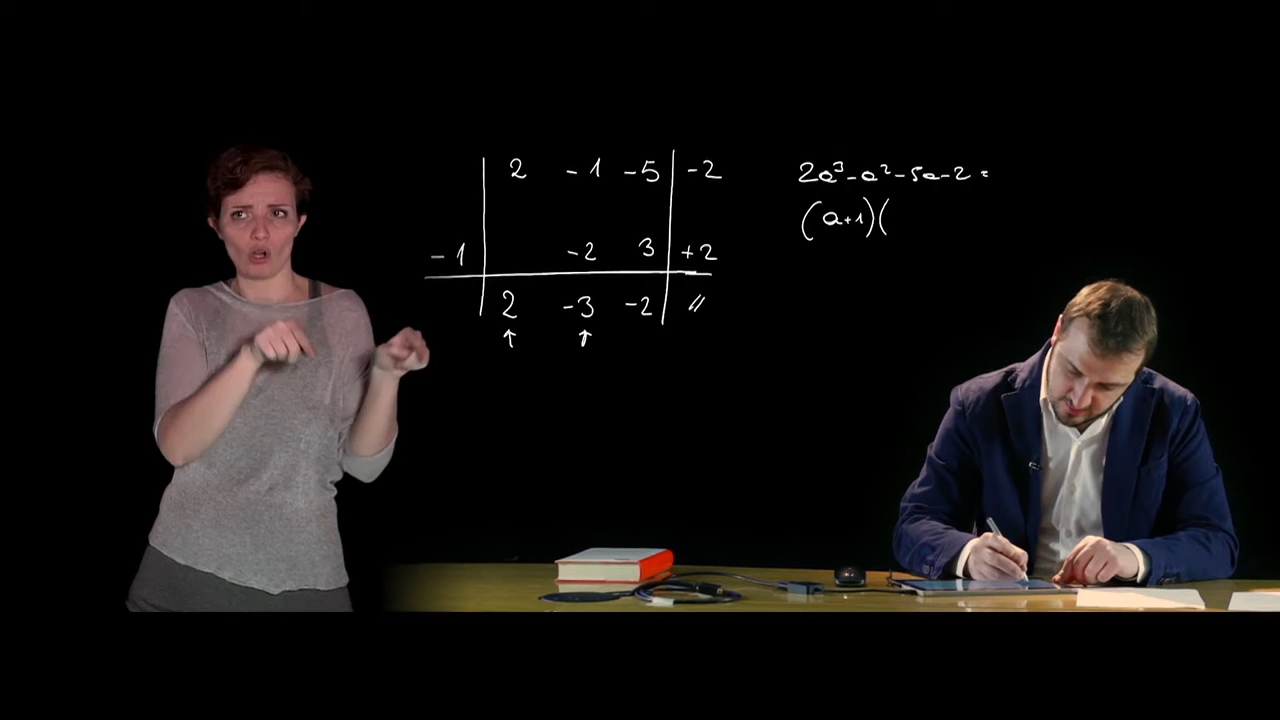 2 -1 -5 -2
-1 -2 3 +2
2 -3 -2 //
↑ ↑
2a³-a²-5a-2=
(a+1)(